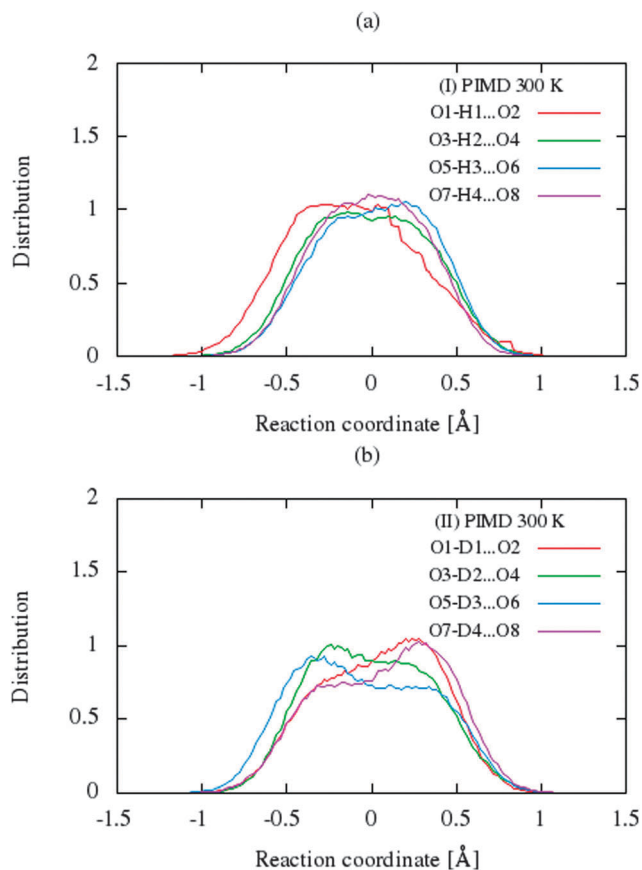 (a)
2
1.5
1
0.5
0
Distribution
(I) PIMD 300 K
O1-H1...O2
O3-H2...O4
O5-H3...O6
O7-H4...O8
-1.5 -1 -0.5 0 0.5 1 1.5
Reaction coordinate [Å]
(b)
2
1.5
1
0.5
0
Distribution
(II) PIMD 300 K
O1-D1...O2
O3-D2...O4
O5-D3...O6
O7-D4...O8
-1.5 -1 -0.5 0 0.5 1 1.5
Reaction coordinate [Å]